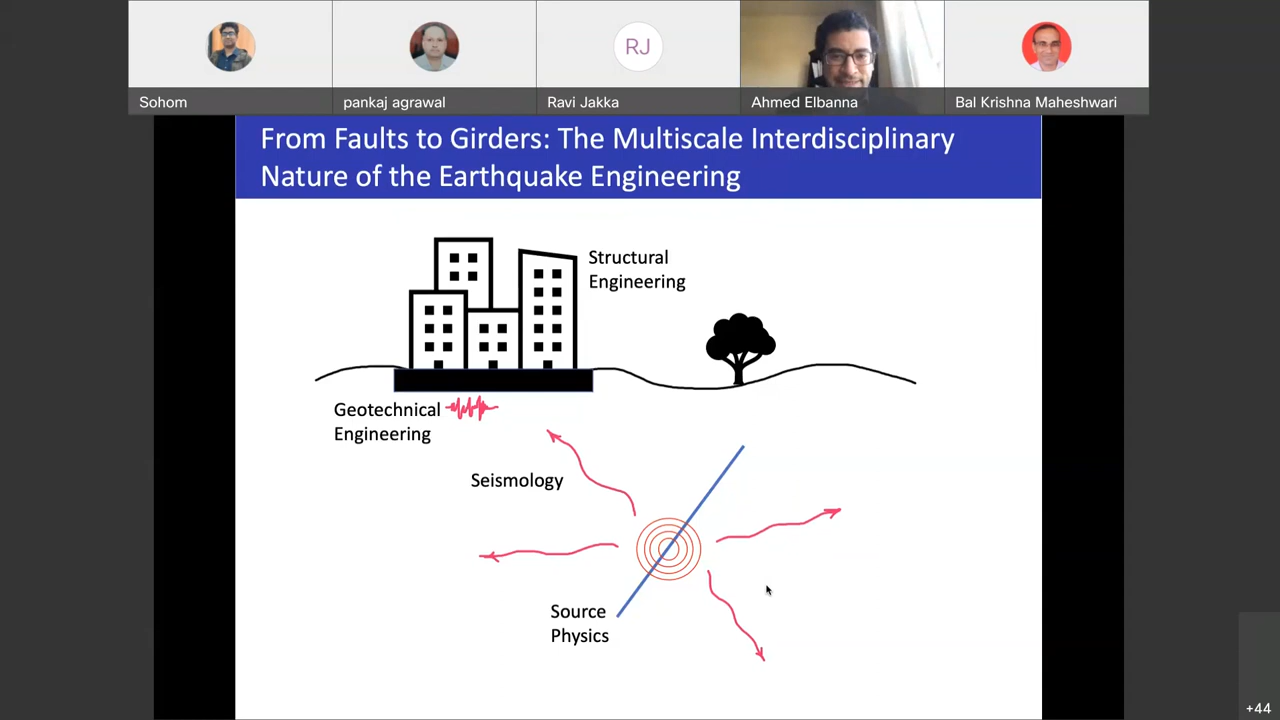 RJ
Sohom
pankaj agrawal
Ravi Jakka
Ahmed Elbanna
Bal Krishna Maheshwari
From Faults to Girders: The Multiscale Interdisciplinary
Nature of the Earthquake Engineering
Structural
Engineering
Geotechnical
Engineering
Seismology
Source
Physics
+44